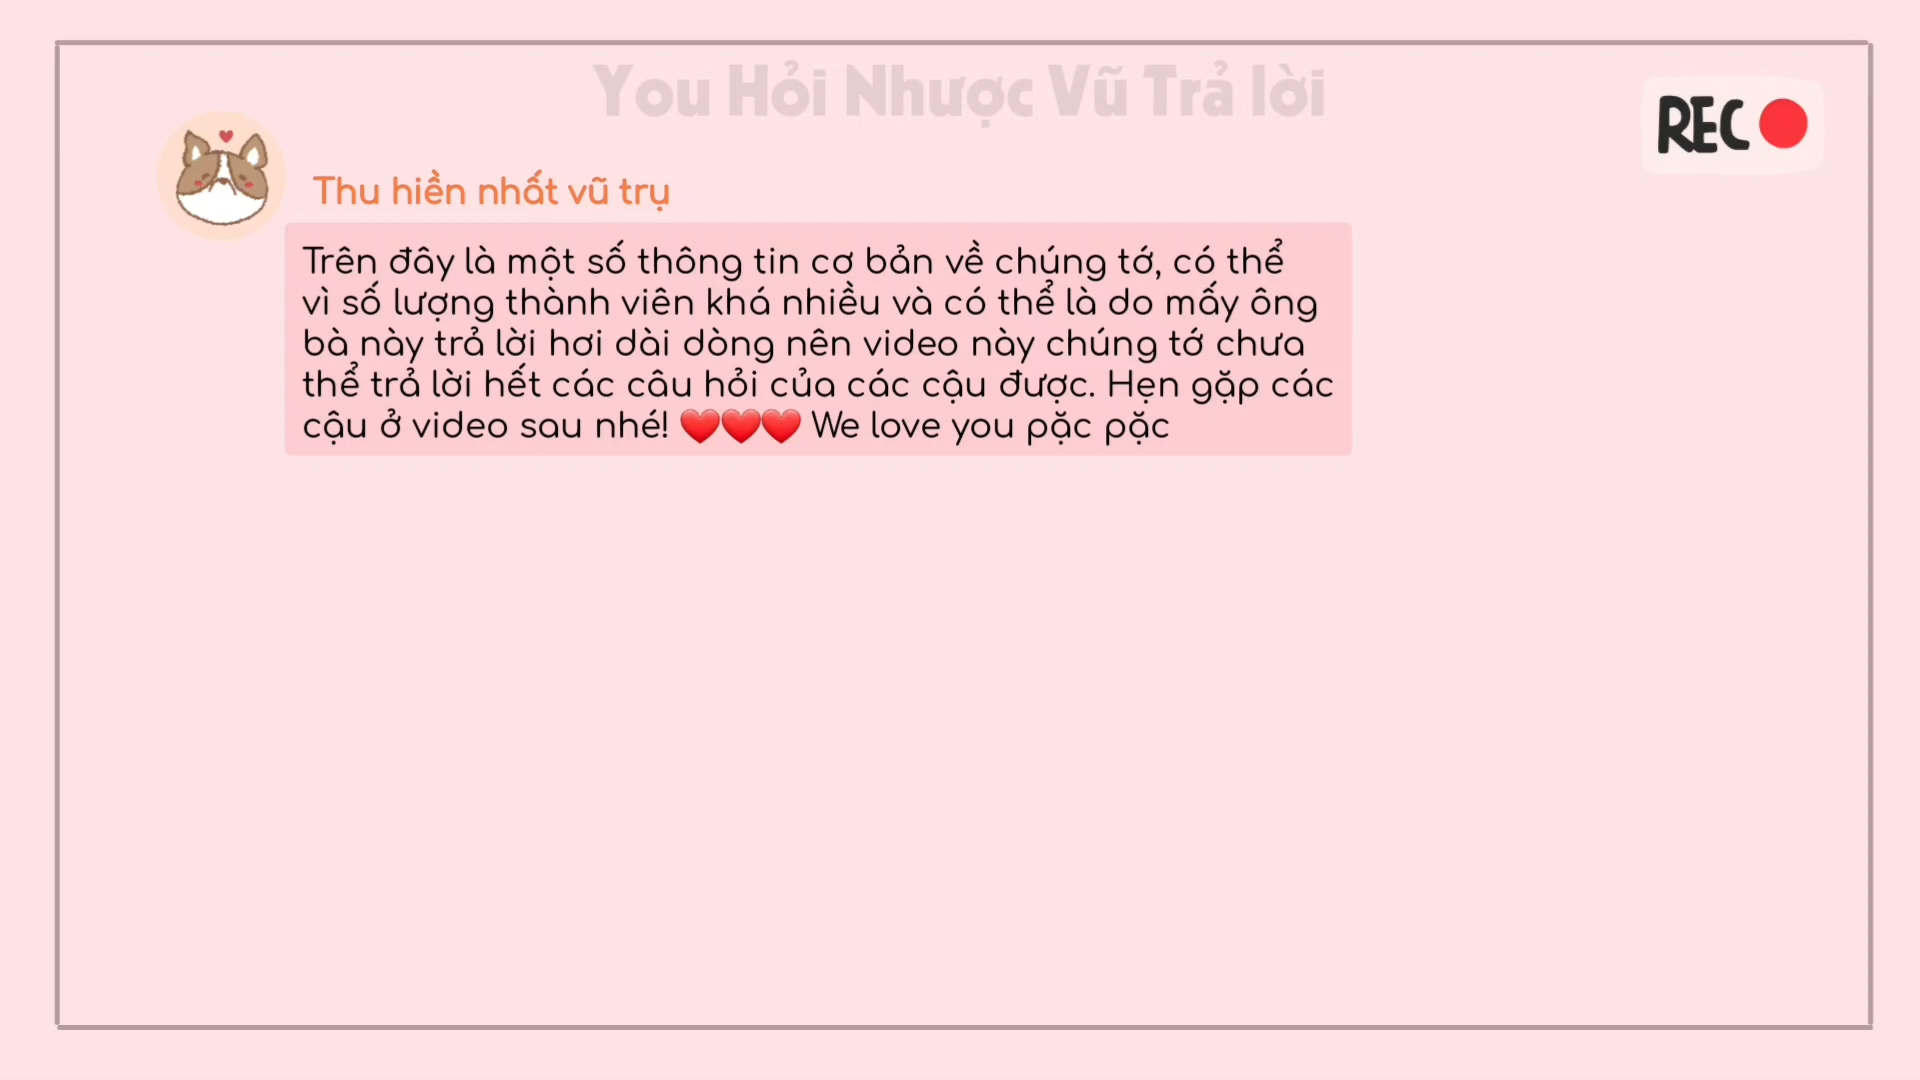 You Hỏi Nhược Vũ Trả lời
REC
Thu hiền nhất vũ trụ
Trên đây là một số thông tin cơ bản về chúng tớ, có thể
vì số lượng thành viên khá nhiều và có thể là do mấy ông
bà này trả lời hơi dài dòng nên video này chúng tớ chưa
thể trả lời hết các câu hỏi của các cậu được. Hẹn gặp các
cậu ở video sau nhé! ❤️❤️❤️ We love you pặc pặc